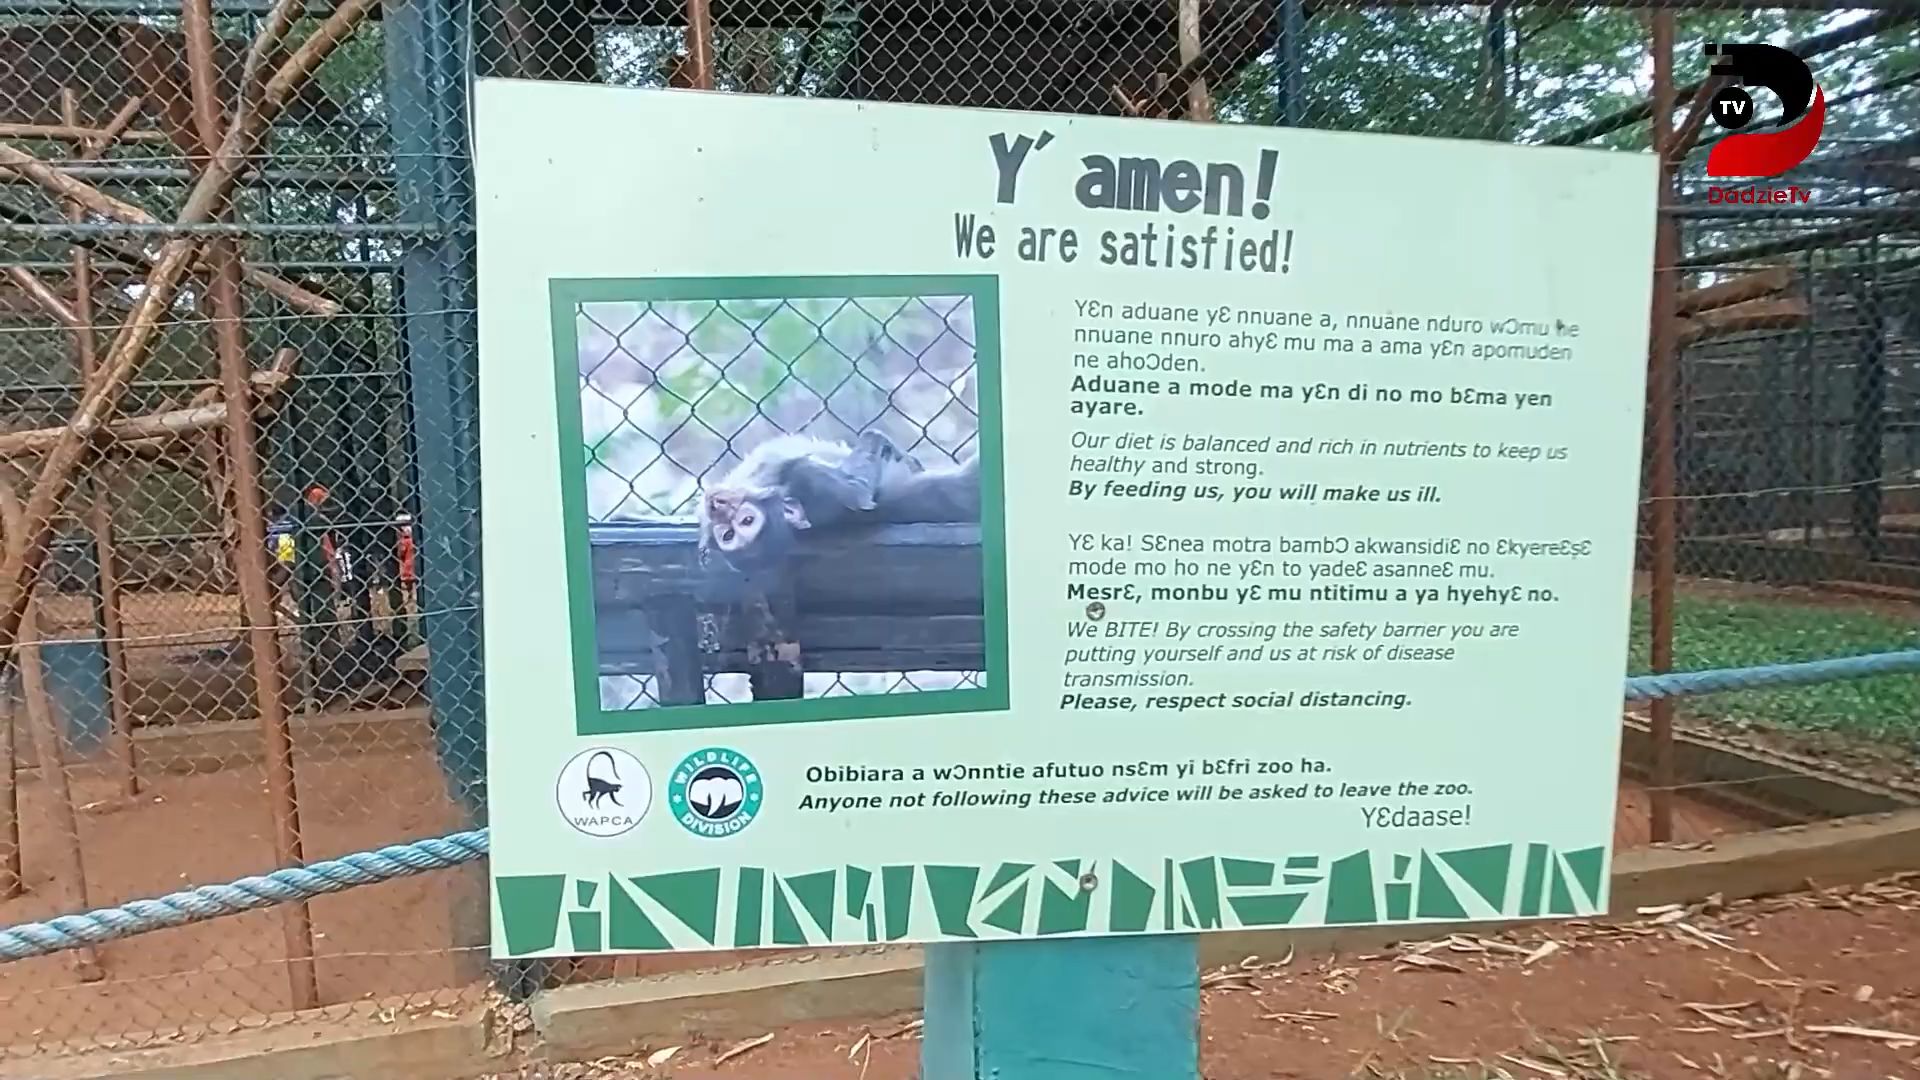 TV
DadzieTv
Y' amen!
We are satisfied!
Yɛn aduane yɛ nnuane a, nnuane nduro wɔmu ne
nnuane nnuro ahyɛ mu ma a ama yɛn apomuden
ne ahoɔden.
Aduane a mode ma yɛn di no mo bɛma yen
ayare.
Our diet is balanced and rich in nutrients to keep us
healthy and strong.
By feeding us, you will make us ill.
Yɛ ka! Sɛnea motra bambɔ akwansidiɛ no ɛkyereɛsɛ
mode mo ho ne yɛn to yadeɛ asanneɛ mu.
Mesrɛ, monbu yɛ mu ntitimu a ya hyehyɛ no.
We BITE! By crossing the safety barrier you are
putting yourself and us at risk of disease
transmission.
Please, respect social distancing.
WAPCA
WILDLIFE DIVISION
Obibiara a wɔnntie afutuo nsɛm yi bɛfri zoo ha.
Anyone not following these advice will be asked to leave the zoo.
Yɛdaase!